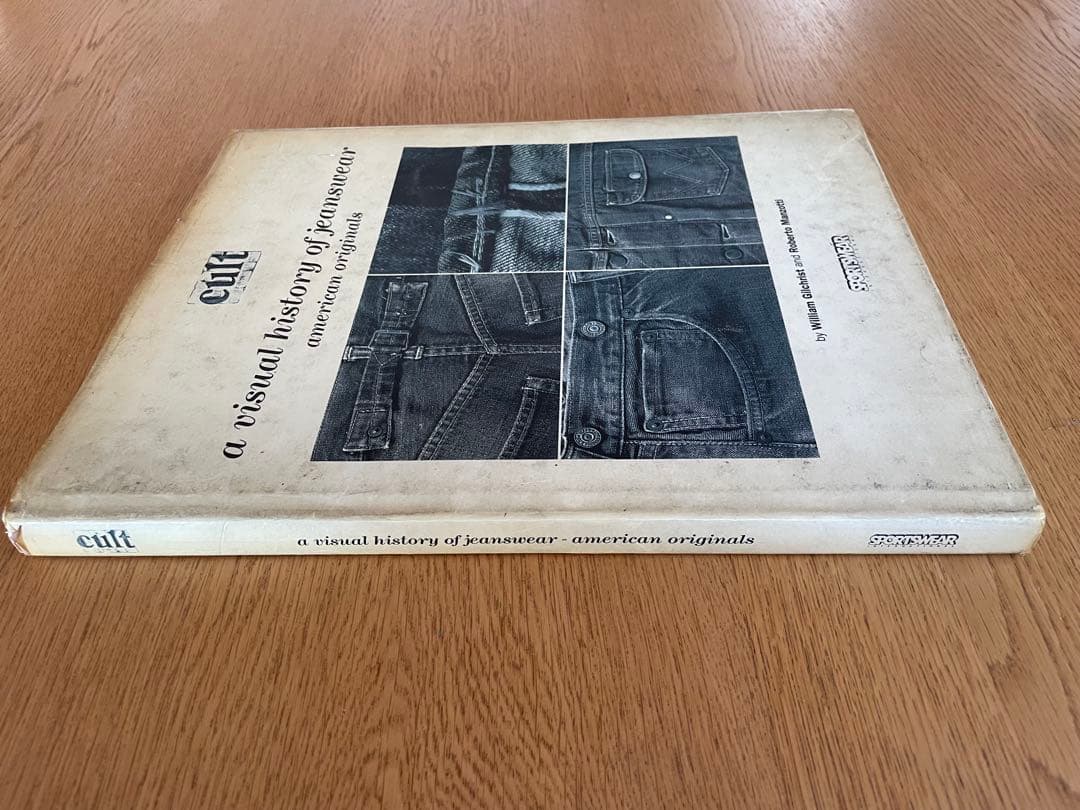 cult
a visual history of jeanswear
american originals
by William Gilchrist and Roberto Manzotti
SPORTSWEAR
cult
a visual history of jeanswear - american originals
SPORTSWEAR